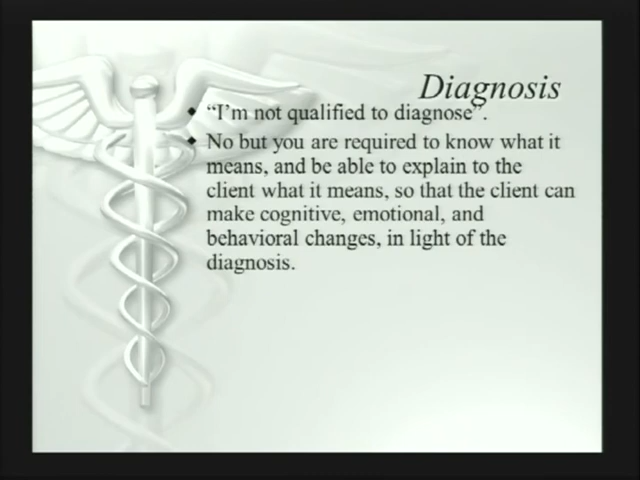 Diagnosis
“I’m not qualified to diagnose”.
No but you are required to know what it
means, and be able to explain to the
client what it means, so that the client can
make cognitive, emotional, and
behavioral changes, in light of the
diagnosis.